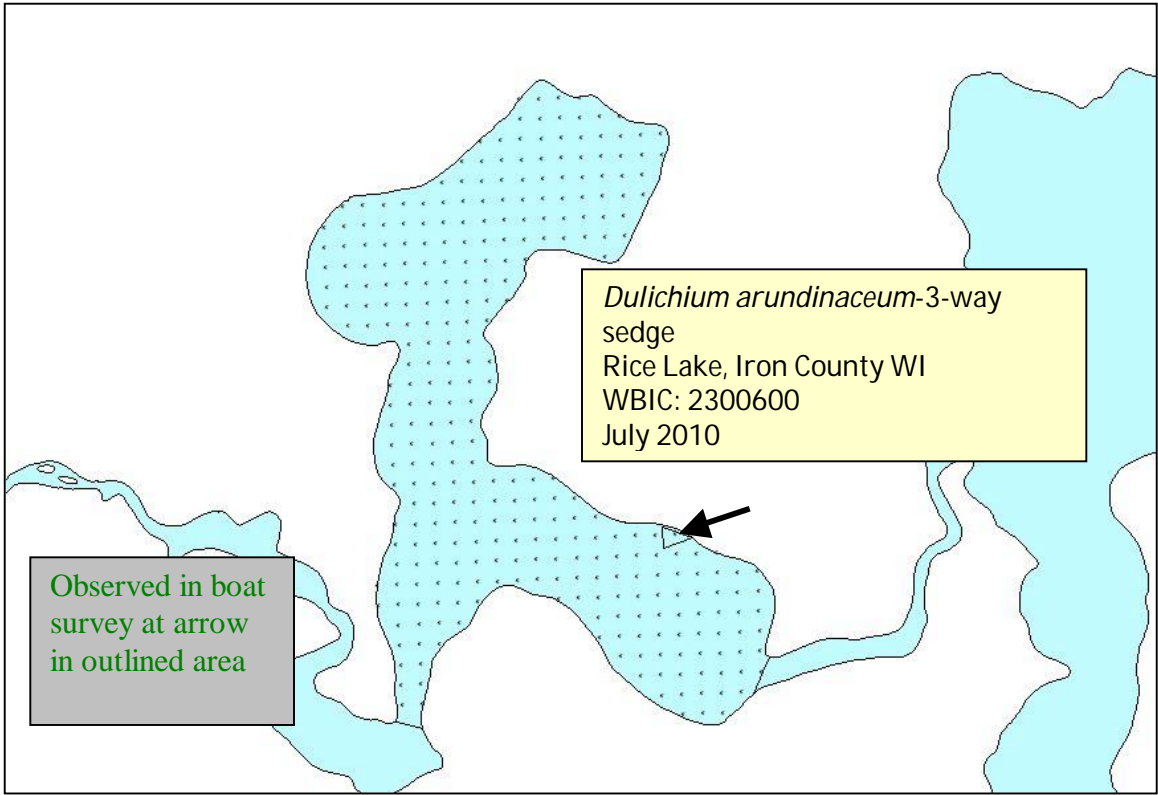 Dulichium arundinaceum-3-way
sedge
Rice Lake, Iron County WI
WBIC: 2300600
July 2010
Observed in boat
survey at arrow
in outlined area